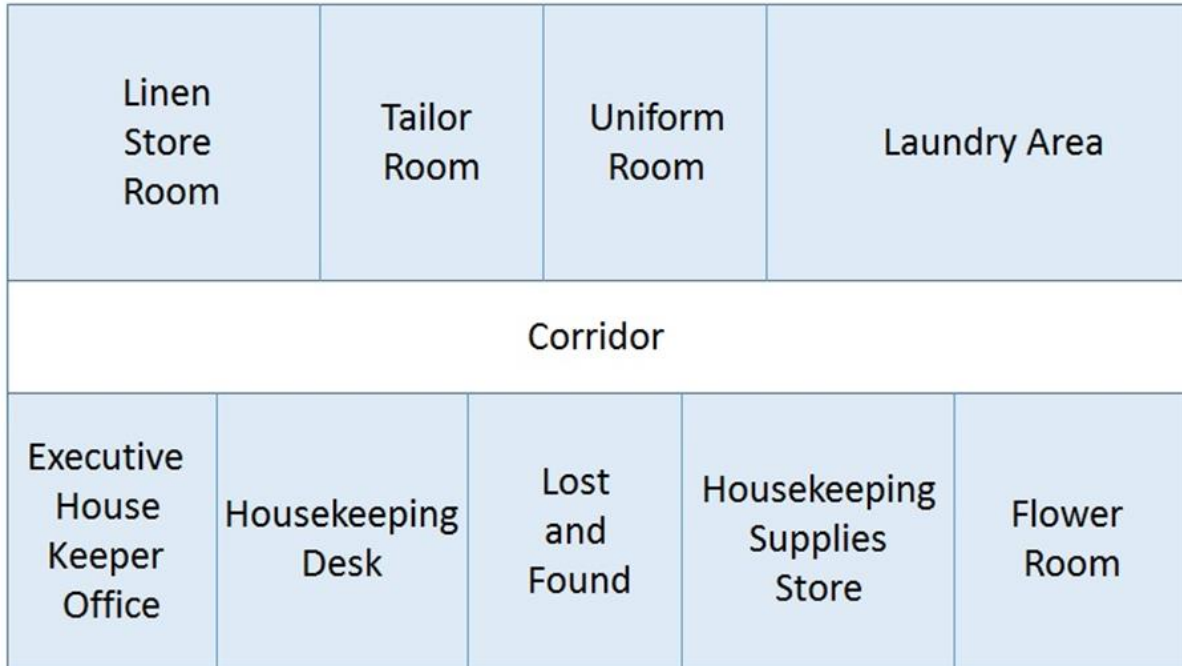 Linen
Store
Room
Tailor
Room
Uniform
Room
Laundry Area
Corridor
Executive
House
Keeper
Office
Housekeeping
Desk
Lost
and
Found
Housekeeping
Supplies
Store
Flower
Room